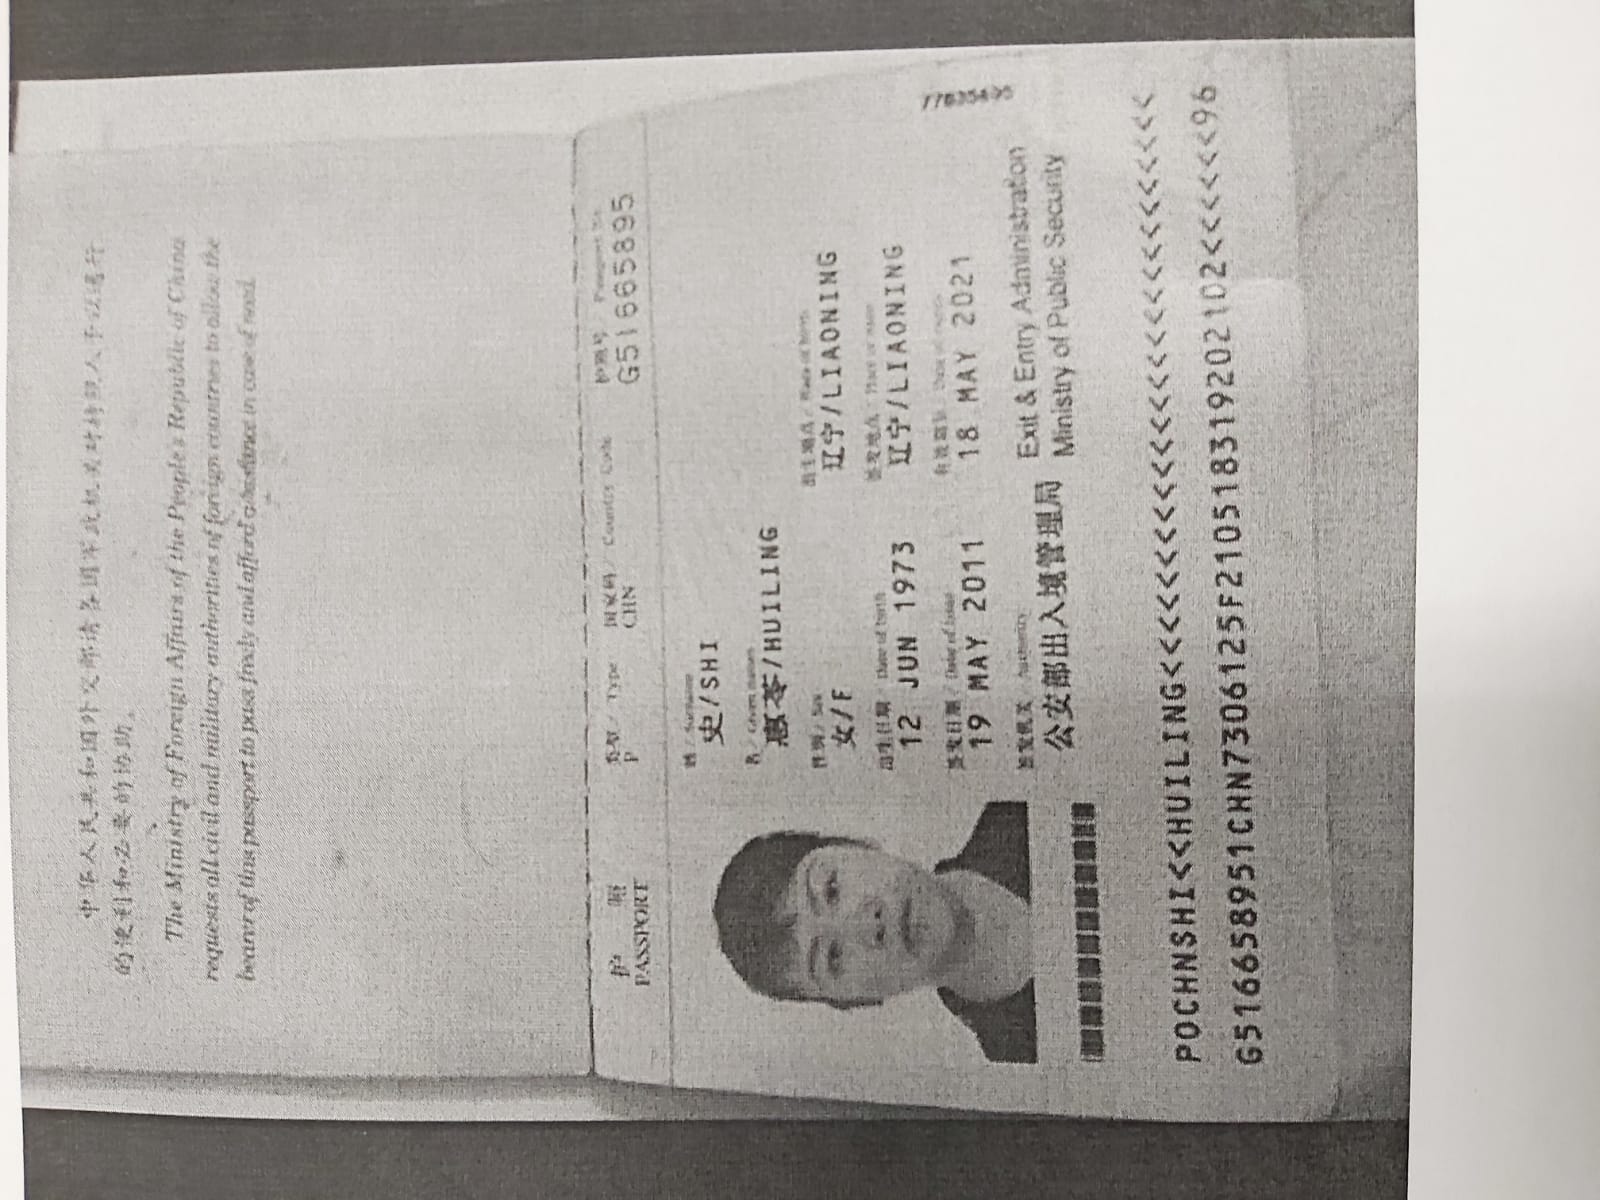 中华人民共和国外交部请各国军政机关对持照人予以通行
的便利和必要的协助。
The Ministry of Foreign Affairs of the People's Republic of China
requests all civil and military authorities of foreign countries to allow the
bearer of this passport to pass freely and afford assistance in case of need.
护 照
PASSPORT
类型 / Type
P
国家码 / Country Code
CHN
护照号 / Passport No.
G51665895
姓 / Surname
史/SHI
名 / Given names
惠苓/HUILING
性别 / Sex
女/F
出生地点 / Place of birth
辽宁/LIAONING
出生日期 / Date of birth
12 JUN 1973
签发地点 / Place of issue
辽宁/LIAONING
签发日期 / Date of issue
19 MAY 2011
有效期至 / Date of expiry
18 MAY 2021
签发机关 / Authority
公安部出入境管理局
Exit & Entry Administration
Ministry of Public Security
POCHNSHI<<HUILING<<<<<<<<<<<<<<<<<<<<<<<<<<<
G516658951CHN7306125F210518319202102<<<<<<96